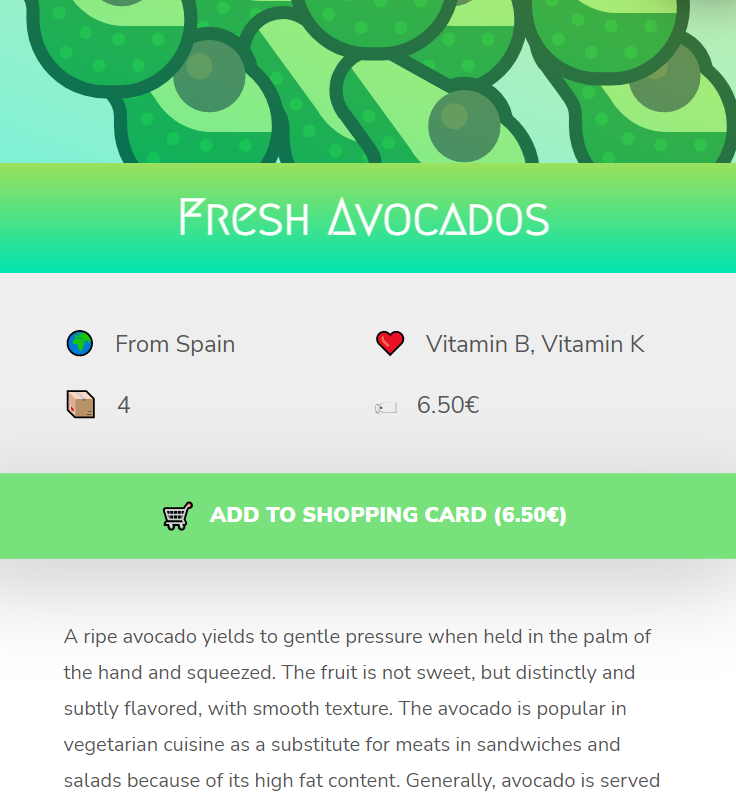 Fresh Avocados
From Spain
Vitamin B, Vitamin K
4
6.50€
ADD TO SHOPPING CARD (6.50€)
A ripe avocado yields to gentle pressure when held in the palm of
the hand and squeezed. The fruit is not sweet, but distinctly and
subtly flavored, with smooth texture. The avocado is popular in
vegetarian cuisine as a substitute for meats in sandwiches and
salads because of its high fat content. Generally, avocado is served